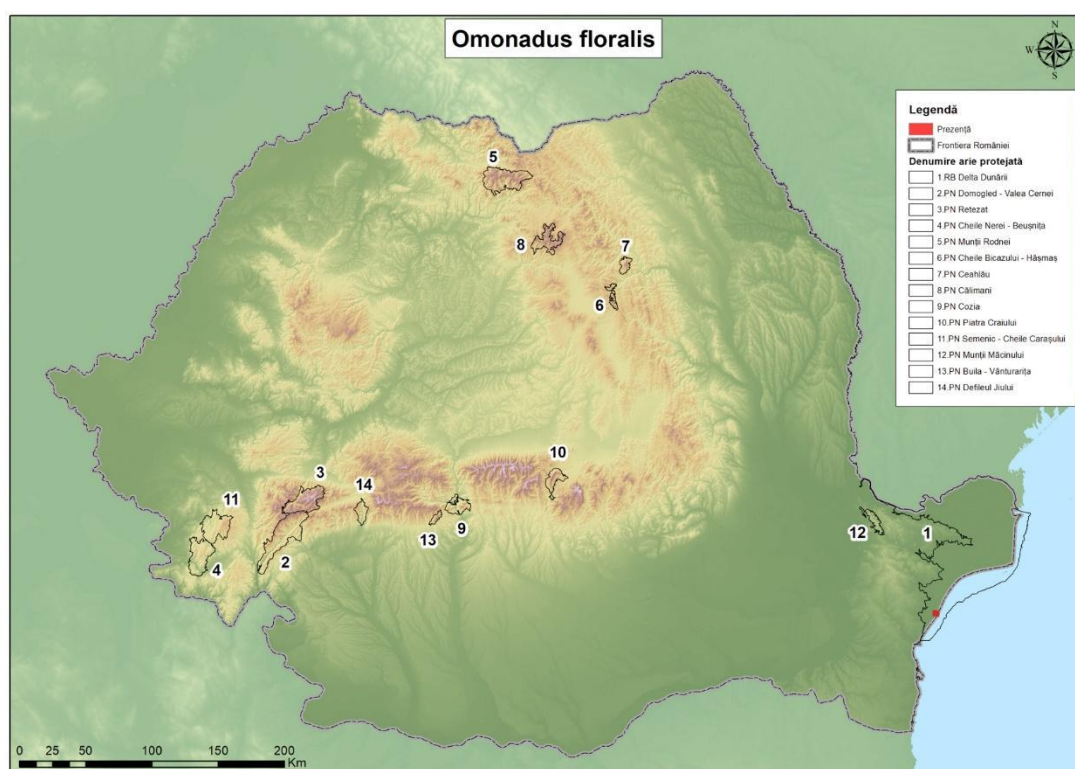 Omonadus floralis
N
W
S
Legendă
Prezență
Frontiera României
Denumire arie protejată
1.RB Delta Dunării
2.PN Domogled - Valea Cernei
3.PN Retezat
4.PN Cheile Nerei - Beușnița
5.PN Munții Rodnei
6.PN Cheile Bicazului - Hășmaș
7.PN Ceahlău
8.PN Călimani
9.PN Cozia
10.PN Piatra Craiului
11.PN Semenic - Cheile Carașului
12.PN Munții Măcinului
13.PN Buila - Vânturarița
14.PN Defileul Jiului
5
8
7
6
10
3
14
11
9
13
12
1
4
2
0 25 50 100 150 200
Km